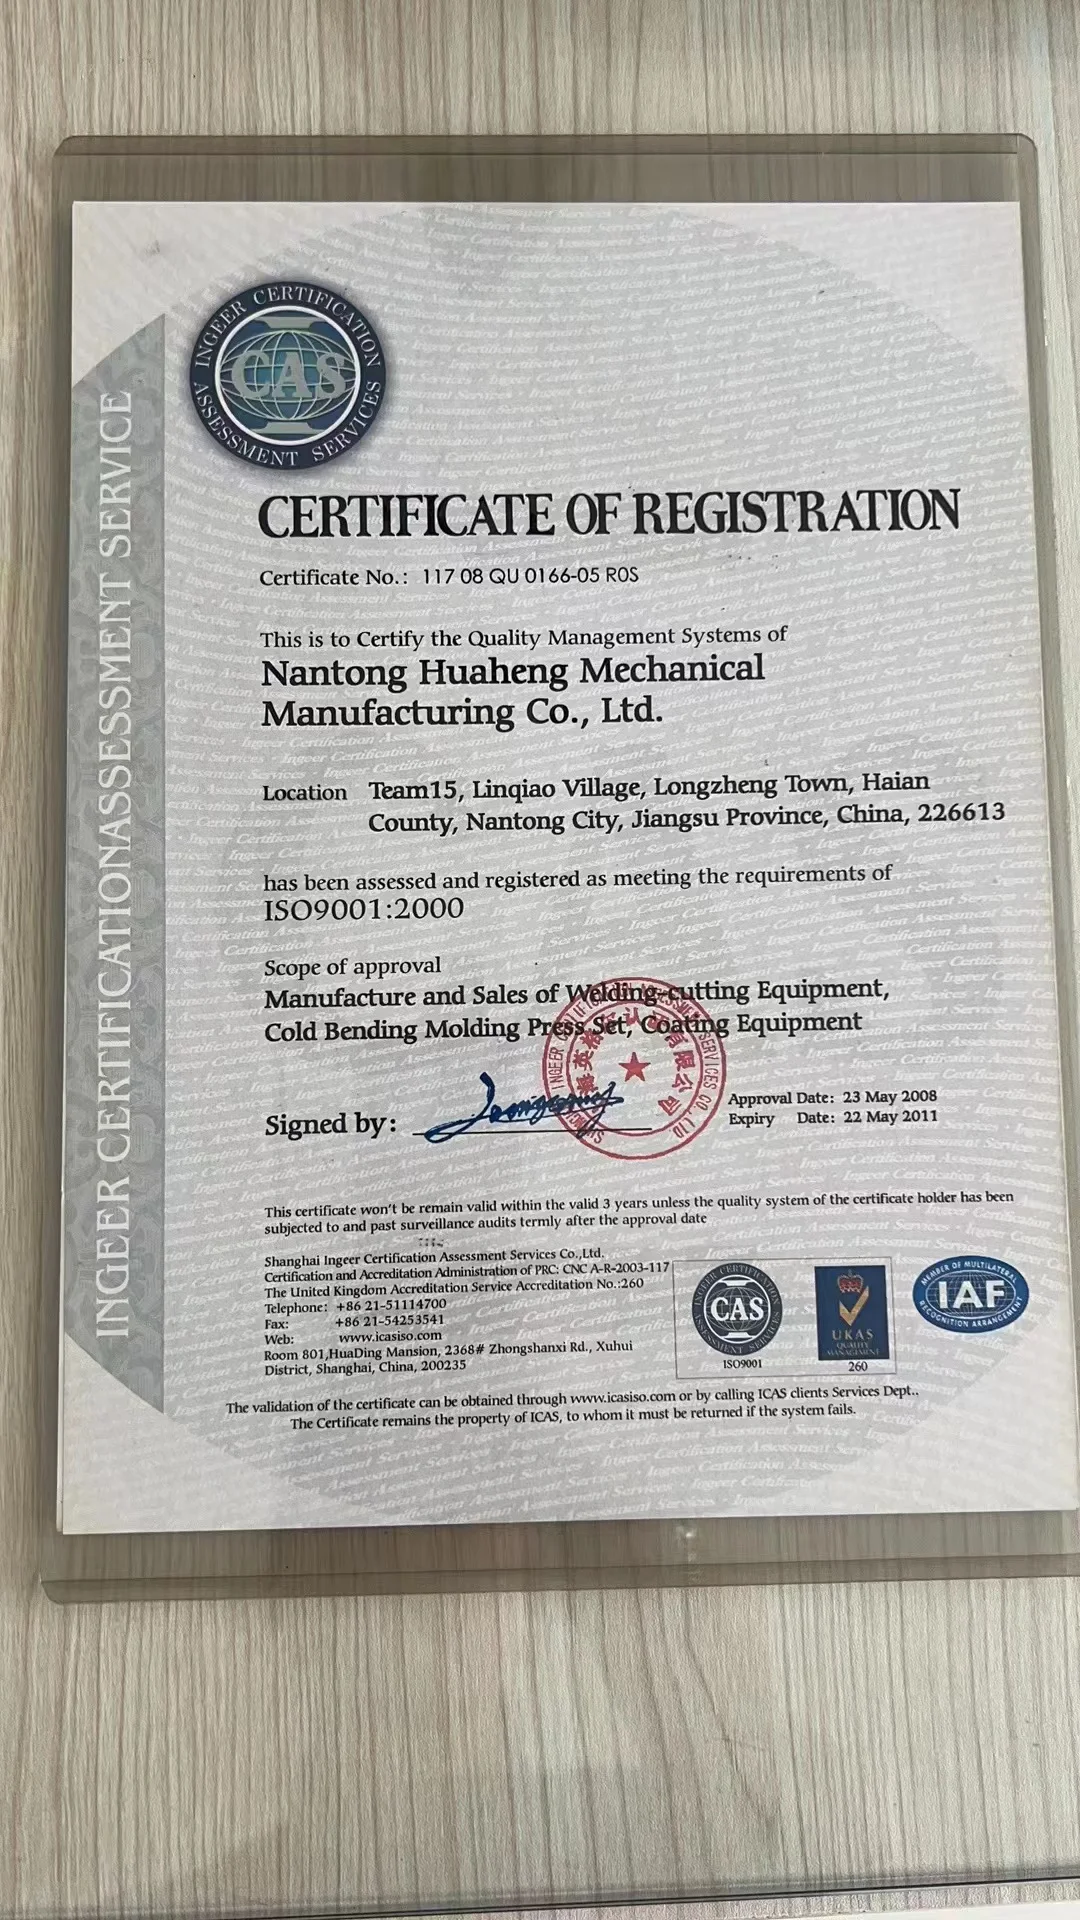 INGEER CERTIFICATION
CAS
ASSESSMENT SERVICES
INGEER CERTIFICATIONASSESSMENT SERVICE
CERTIFICATE OF REGISTRATION
Certificate No.: 117 08 QU 0166-05 R0S
This is to Certify the Quality Management Systems of
Nantong Huaheng Mechanical
Manufacturing Co., Ltd.
Location Team15, Linqiao Village, Longzheng Town, Haian
County, Nantong City, Jiangsu Province, China, 226613
has been assessed and registered as meeting the requirements of
ISO9001:2000
Scope of approval
Manufacture and Sales of Welding-cutting Equipment,
Cold Bending Molding Press Set, Coating Equipment
Signed by:
Approval Date: 23 May 2008
Expiry Date: 22 May 2011
This certificate won't be remain valid within the valid 3 years unless the quality system of the certificate holder has been
subjected to and past surveillance audits termly after the approval date
Shanghai Ingeer Certification Assessment Services Co.,Ltd.
Certification and Accreditation Administration of PRC: CNC A-R-2003-117
The United Kingdom Accreditation Service Accreditation No.:260
Telephone: +86 21-51114700
Fax: +86 21-54253541
Web: www.icasiso.com
Room 801,HuaDing Mansion, 2368# Zhongshanxi Rd., Xuhui
District, Shanghai, China, 200235
CAS
ISO9001
UKAS
QUALITY
MANAGEMENT
260
MEMBER OF MULTILATERAL
IAF
RECOGNITION ARRANGEMENT
The validation of the certificate can be obtained through www.icasiso.com or by calling ICAS clients Services Dept..
The Certificate remains the property of ICAS, to whom it must be returned if the system fails.